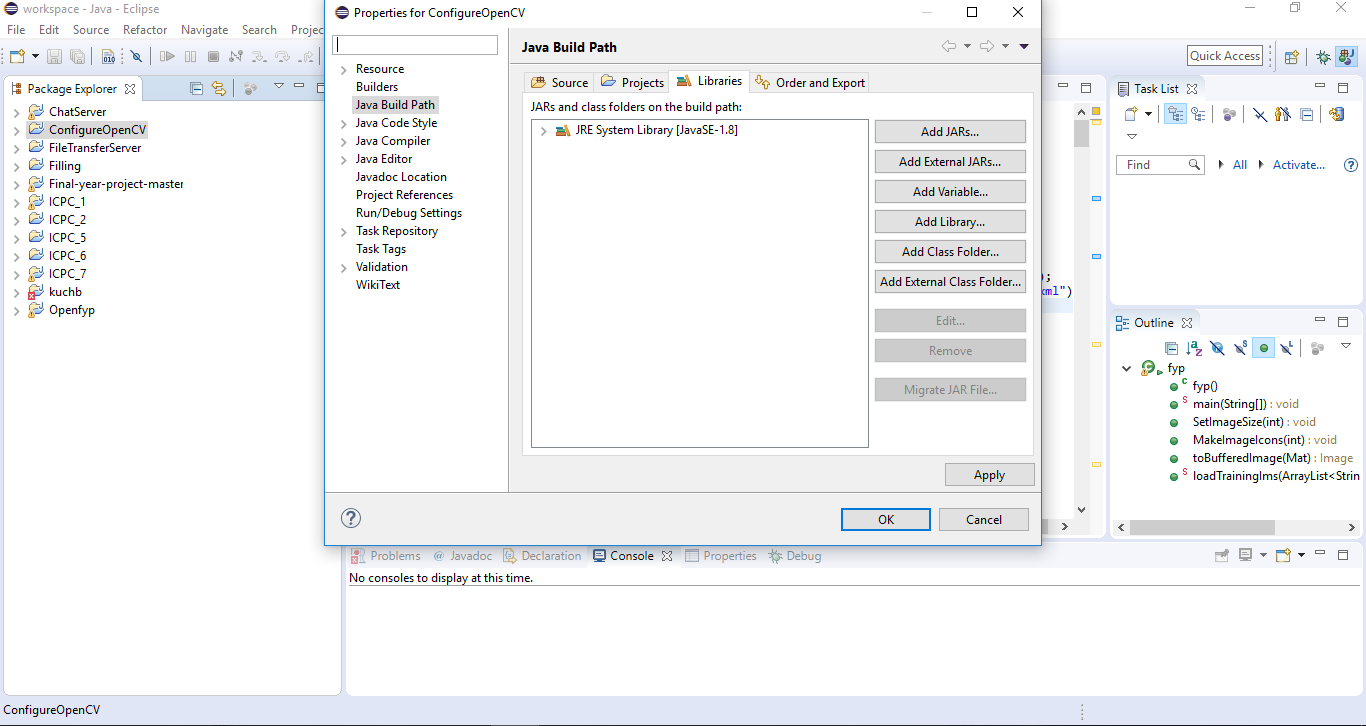 workspace - Java - Eclipse
File Edit Source Refactor Navigate Search Projec
Quick Access
Package Explorer
ChatServer
ConfigureOpenCV
FileTransferServer
Filling
Final-year-project-master
ICPC_1
ICPC_2
ICPC_5
ICPC_6
ICPC_7
kuchb
Openfyp
Properties for ConfigureOpenCV
Resource
Builders
Java Build Path
Java Code Style
Java Compiler
Java Editor
Javadoc Location
Project References
Run/Debug Settings
Task Repository
Task Tags
Validation
WikiText
Java Build Path
Source Projects Libraries Order and Export
JARs and class folders on the build path:
JRE System Library [JavaSE-1.8]
Add JARs...
Add External JARs...
Add Variable...
Add Library...
Add Class Folder...
Add External Class Folder...
Edit...
Remove
Migrate JAR File...
Apply
OK Cancel
);
xml")
Task List
Find All Activate...
Outline
fyp
fyp()
main(String[]) : void
SetImageSize(int) : void
MakeImageIcons(int) : void
toBufferedImage(Mat) : Image
loadTrainingIms(ArrayList<Strin
Problems @ Javadoc Declaration Console Properties Debug
No consoles to display at this time.
ConfigureOpenCV